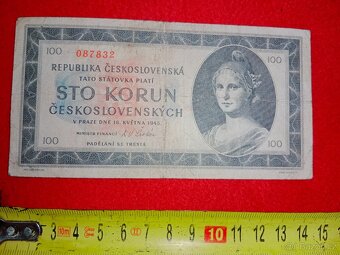 100 087832
REPUBLIKA ČESKOSLOVENSKÁ
TATO STÁTOVKA PLATÍ
100
STO KORUN
ČESKOSLOVENSKÝCH
V PRAZE DNE 16. KVĚTNA 1945
MINISTR FINANCÍ
100 PADĚLÁNÍ SE TRESTÁ 100
3 4 5 6 7 8 9 10 11 12 13 14 15